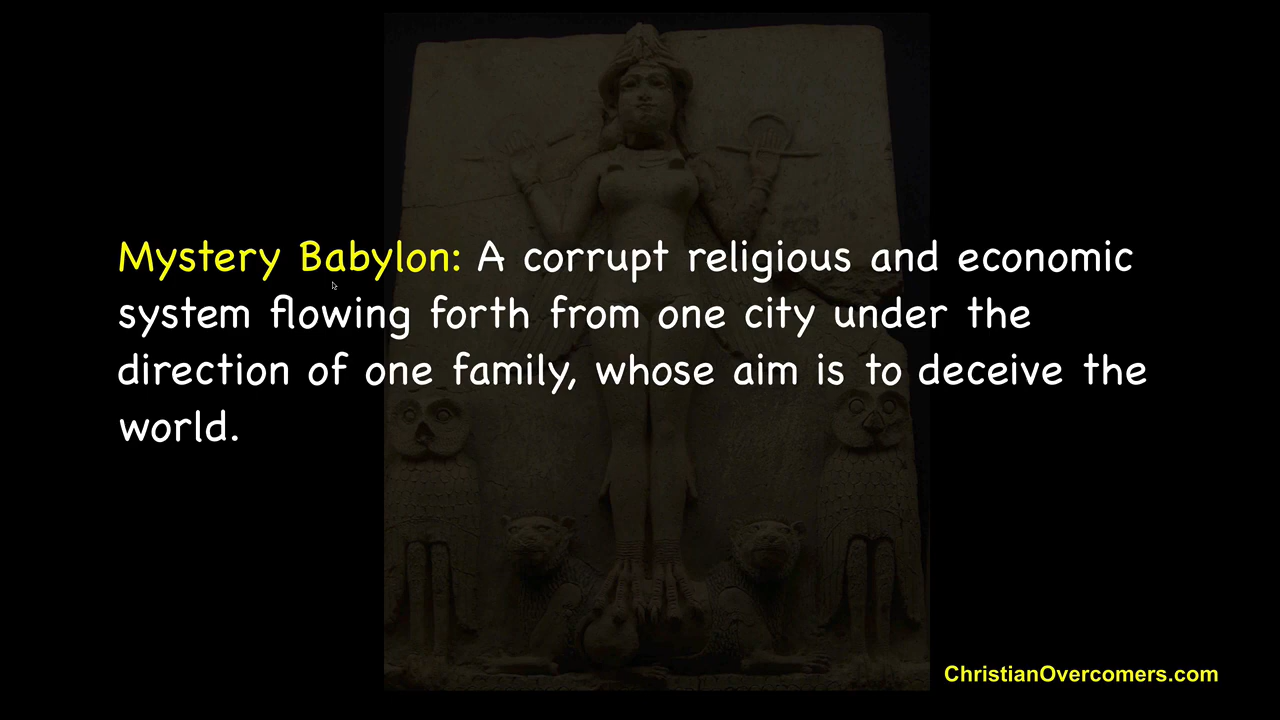 Mystery Babylon: A corrupt religious and economic
system flowing forth from one city under the
direction of one family, whose aim is to deceive the
world.
ChristianOvercomers.com